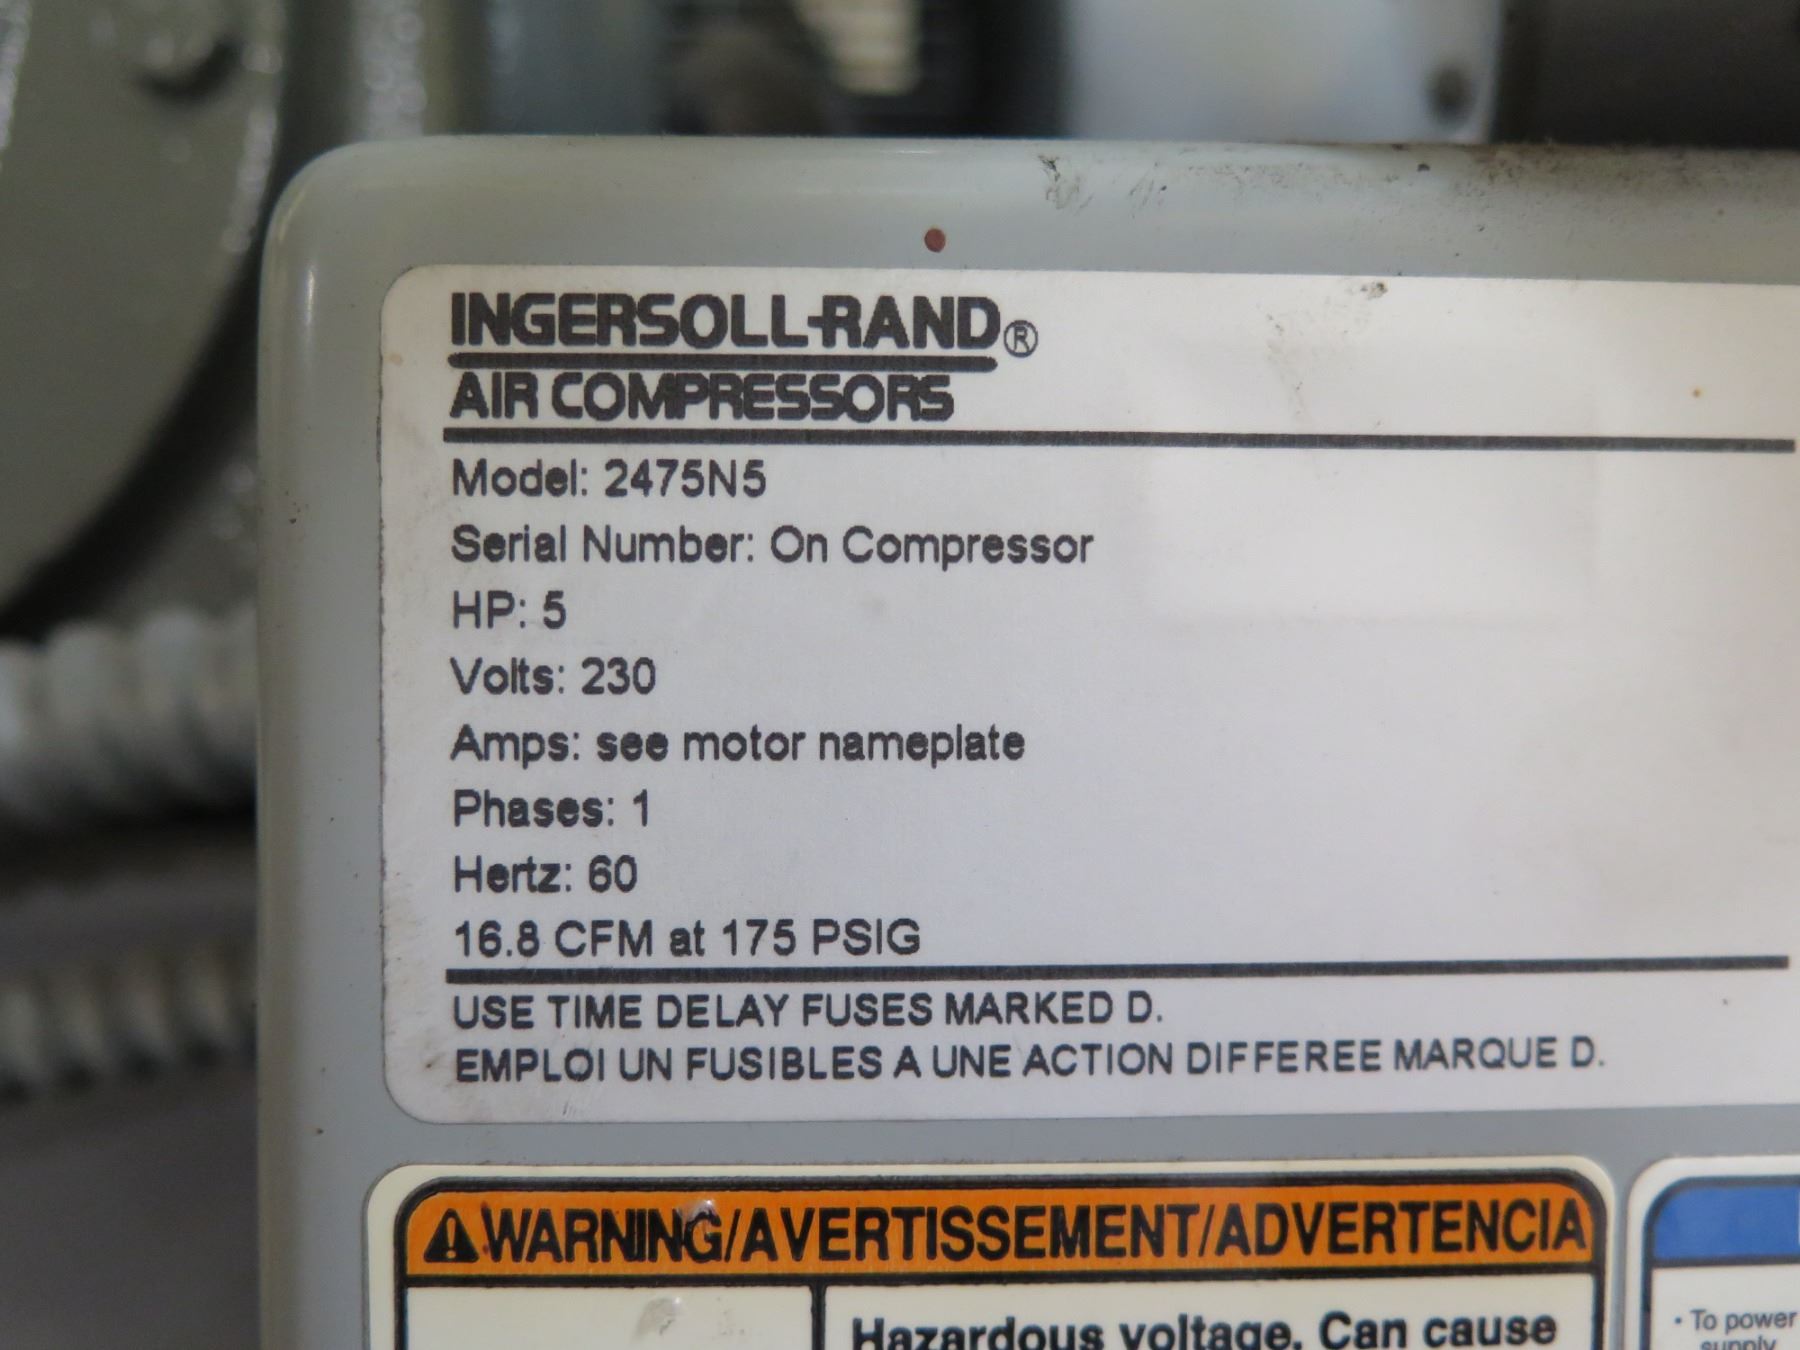 INGERSOLL-RAND®
AIR COMPRESSORS
Model: 2475N5
Serial Number: On Compressor
HP: 5
Volts: 230
Amps: see motor nameplate
Phases: 1
Hertz: 60
16.8 CFM at 175 PSIG
USE TIME DELAY FUSES MARKED D.
EMPLOI UN FUSIBLES A UNE ACTION DIFFEREE MARQUE D.
WARNING/AVERTISSEMENT/ADVERTENCIA
Hazardous voltage. Can cause
• To power
supply